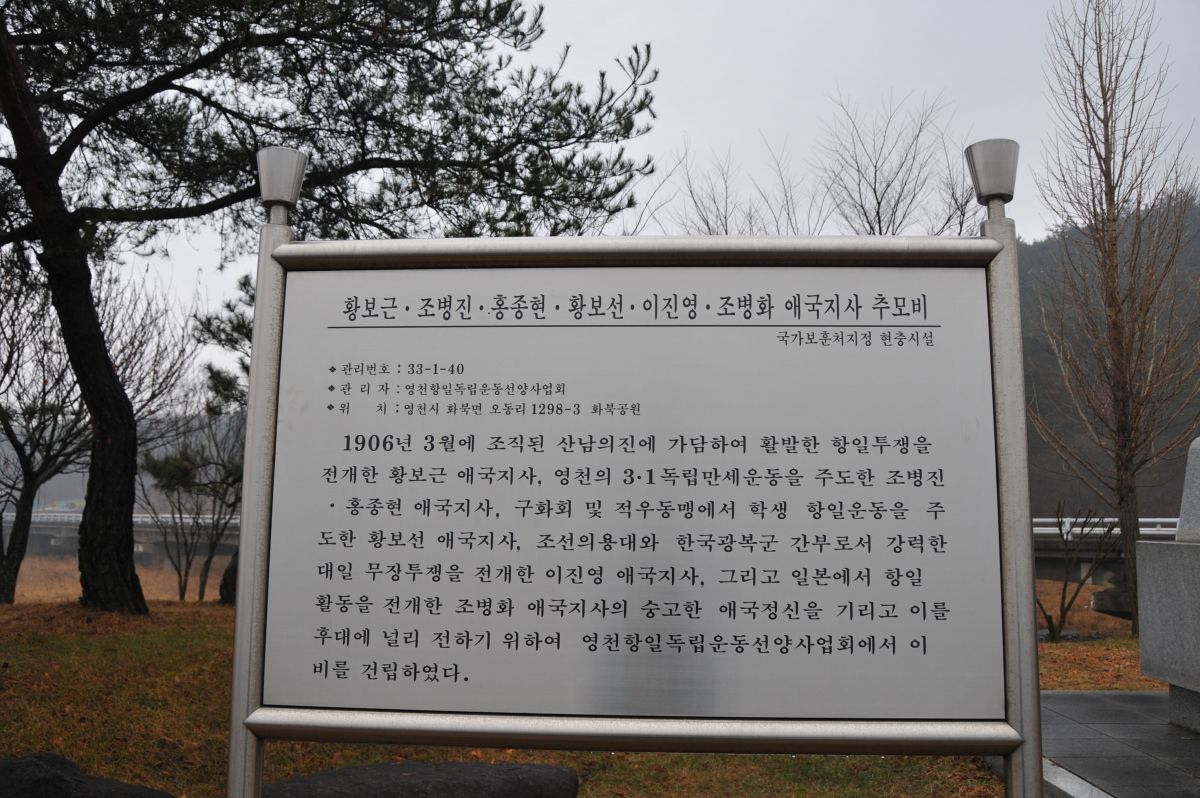 황보근·조병진·홍종현·황보선·이진영·조병화 애국지사 추모비
국가보훈처지정 현충시설
❖관리번호 : 33-1-40
❖관 리 자 : 영천항일독립운동선양사업회
❖위 치 : 영천시 화북면 오동리 1298-3 화북공원
1906년 3월에 조직된 산남의진에 가담하여 활발한 항일투쟁을
전개한 황보근 애국지사, 영천의 3·1독립만세운동을 주도한 조병진
·홍종현 애국지사, 구화회 및 적우동맹에서 학생 항일운동을 주
도한 황보선 애국지사, 조선의용대와 한국광복군 간부로서 강력한
대일 무장투쟁을 전개한 이진영 애국지사, 그리고 일본에서 항일
활동을 전개한 조병화 애국지사의 숭고한 애국정신을 기리고 이를
후대에 널리 전하기 위하여 영천항일독립운동선양사업회에서 이
비를 건립하였다.